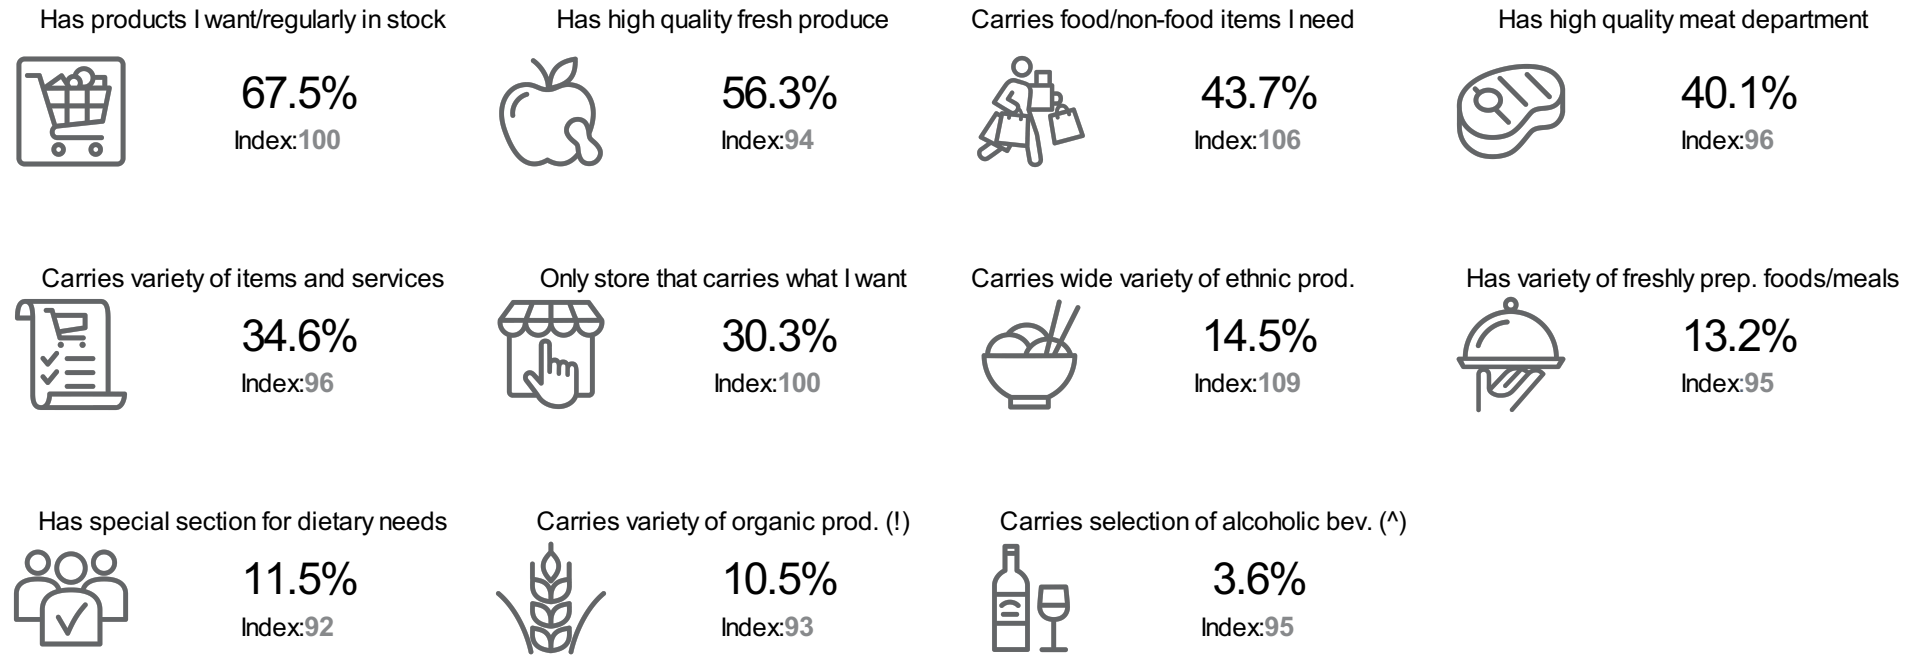 Has products I want/regularly in stock
67.5%
Index:100
Has high quality fresh produce
56.3%
Index:94
Carries food/non-food items I need
43.7%
Index:106
Has high quality meat department
40.1%
Index:96
Carries variety of items and services
34.6%
Index:96
Only store that carries what I want
30.3%
Index:100
Carries wide variety of ethnic prod.
14.5%
Index:109
Has variety of freshly prep. foods/meals
13.2%
Index:95
Has special section for dietary needs
11.5%
Index:92
Carries variety of organic prod. (!)
10.5%
Index:93
Carries selection of alcoholic bev. (^)
3.6%
Index:95